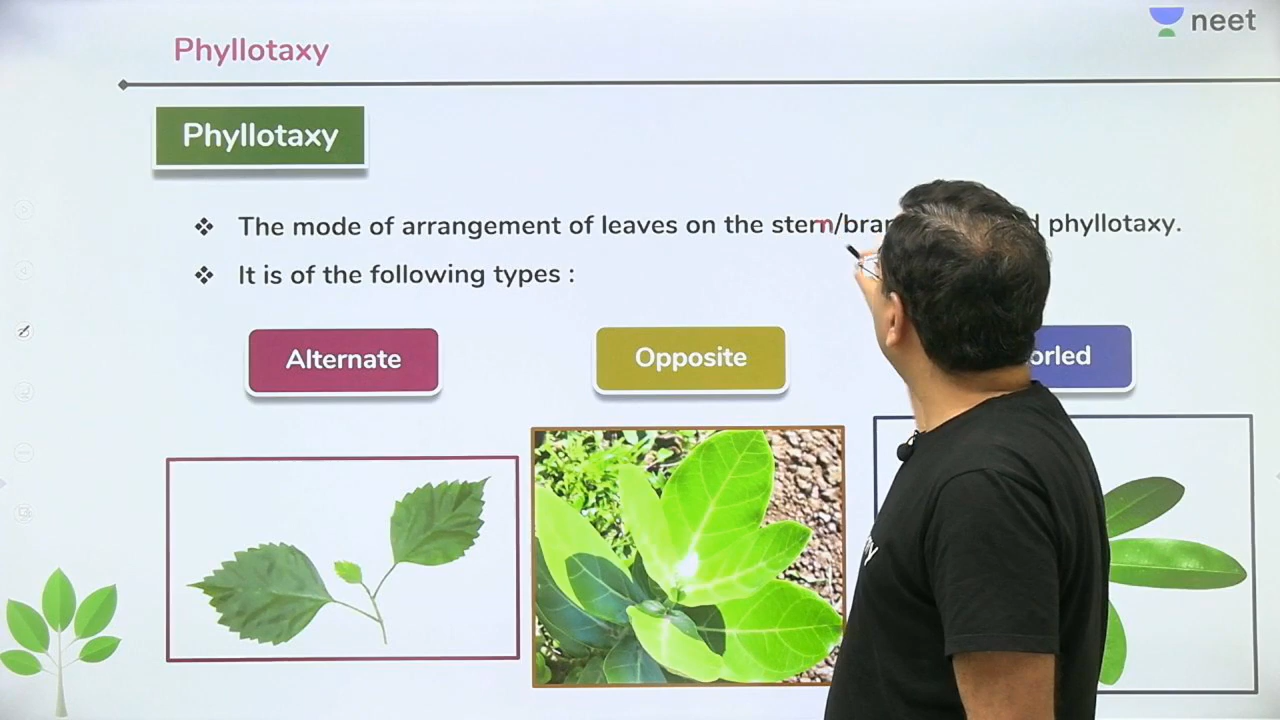 neet
Phyllotaxy
Phyllotaxy
The mode of arrangement of leaves on the stem/bran phyllotaxy.
It is of the following types :
Alternate
Opposite
orled